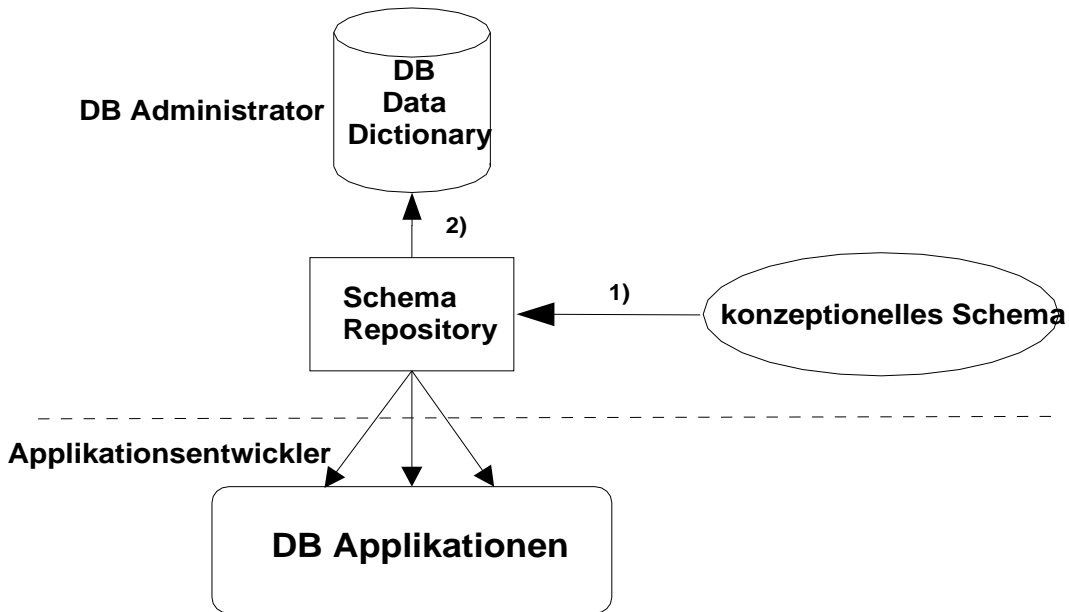 DB
Data
Dictionary
DB Administrator
2)
1)
Schema
Repository
konzeptionelles Schema
Applikationsentwickler
DB Applikationen